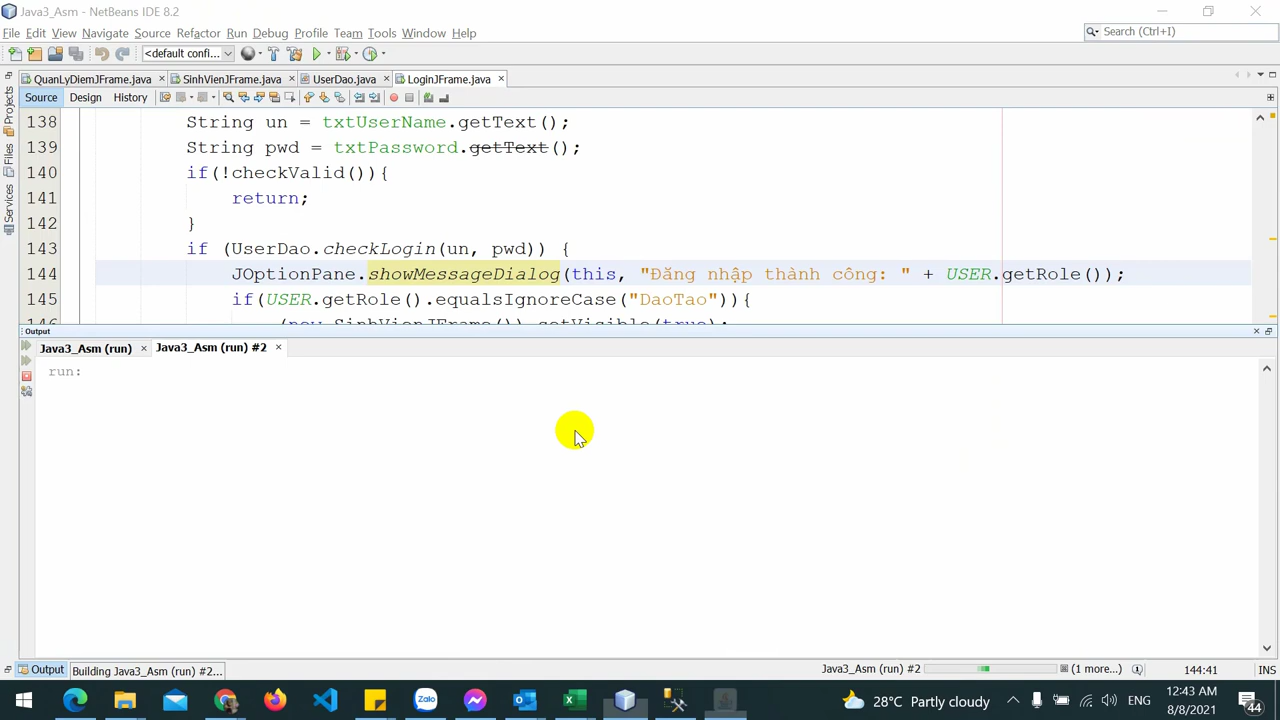 Java3_Asm - NetBeans IDE 8.2
File Edit View Navigate Source Refactor Run Debug Profile Team Tools Window Help
Search (Ctrl+I)
<default confi...
QuanLyDiemJFrame.java
SinhVienJFrame.java
UserDao.java
LoginJFrame.java
Source Design History
Projects
Files
Services
138 String un = txtUserName.getText();
139 String pwd = txtPassword.getText();
140 if(!checkValid()){
141 return;
142 }
143 if (UserDao.checkLogin(un, pwd)) {
144 JOptionPane.showMessageDialog(this, "Đăng nhập thành công: " + USER.getRole());
145 if(USER.getRole().equalsIgnoreCase("DaoTao")){
146 (new SinhVienJFrame()).setVisible(true);
Output
Java3_Asm (run)
Java3_Asm (run) #2
run:
Output
Building Java3_Asm (run) #2...
Java3_Asm (run) #2
(1 more...)
144:41
INS
Zalo
28°C Partly cloudy
ENG
12:43 AM
8/8/2021
44